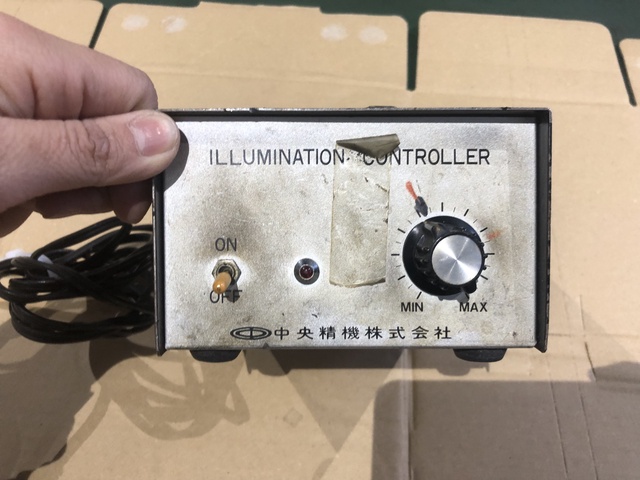 ILLUMINATION CONTROLLER
ON
OFF
MIN MAX
中央精機株式会社